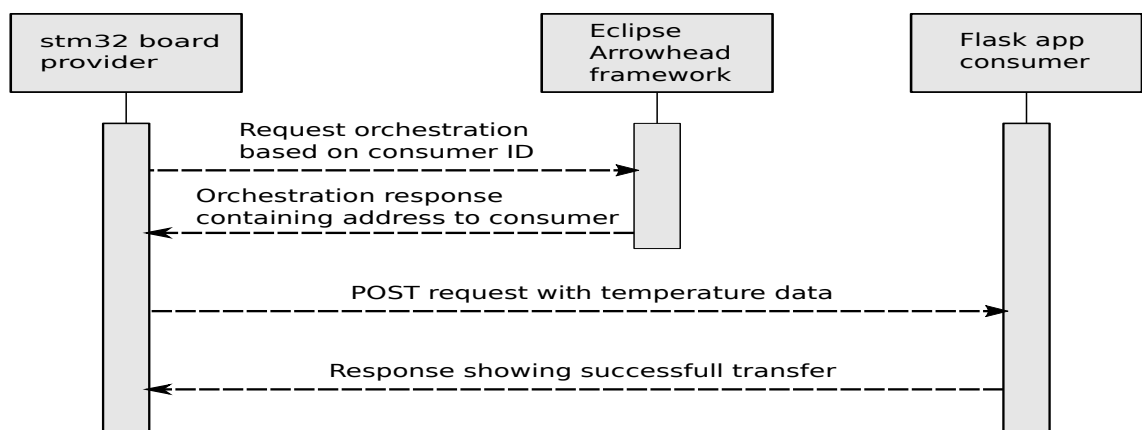 stm32 board
provider
Eclipse
Arrowhead
framework
Flask app
consumer
Request orchestration
based on consumer ID
Orchestration response
containing address to consumer
POST request with temperature data
Response showing successfull transfer